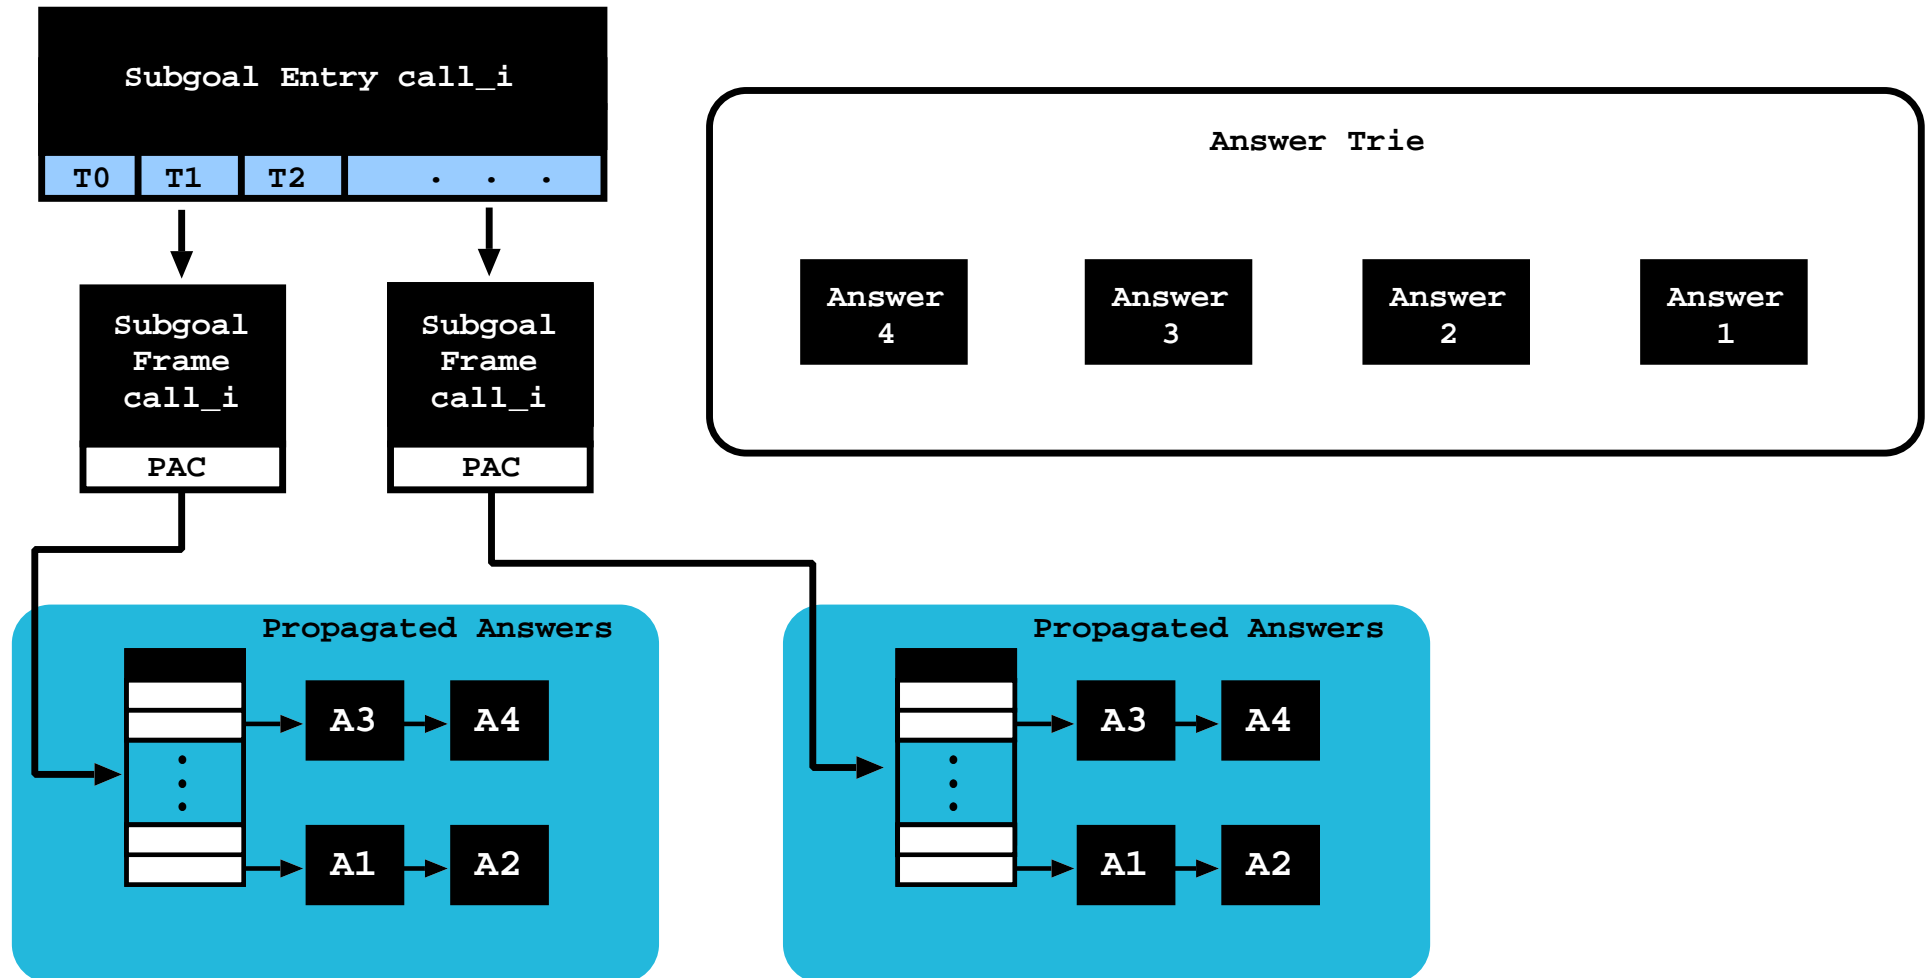 Subgoal Entry call_i
T0 T1 T2 . . .
Answer Trie
Answer
4
Answer
3
Answer
2
Answer
1
Subgoal
Frame
call_i
PAC
Subgoal
Frame
call_i
PAC
Propagated Answers
A3 A4
A1 A2
Propagated Answers
A3 A4
A1 A2